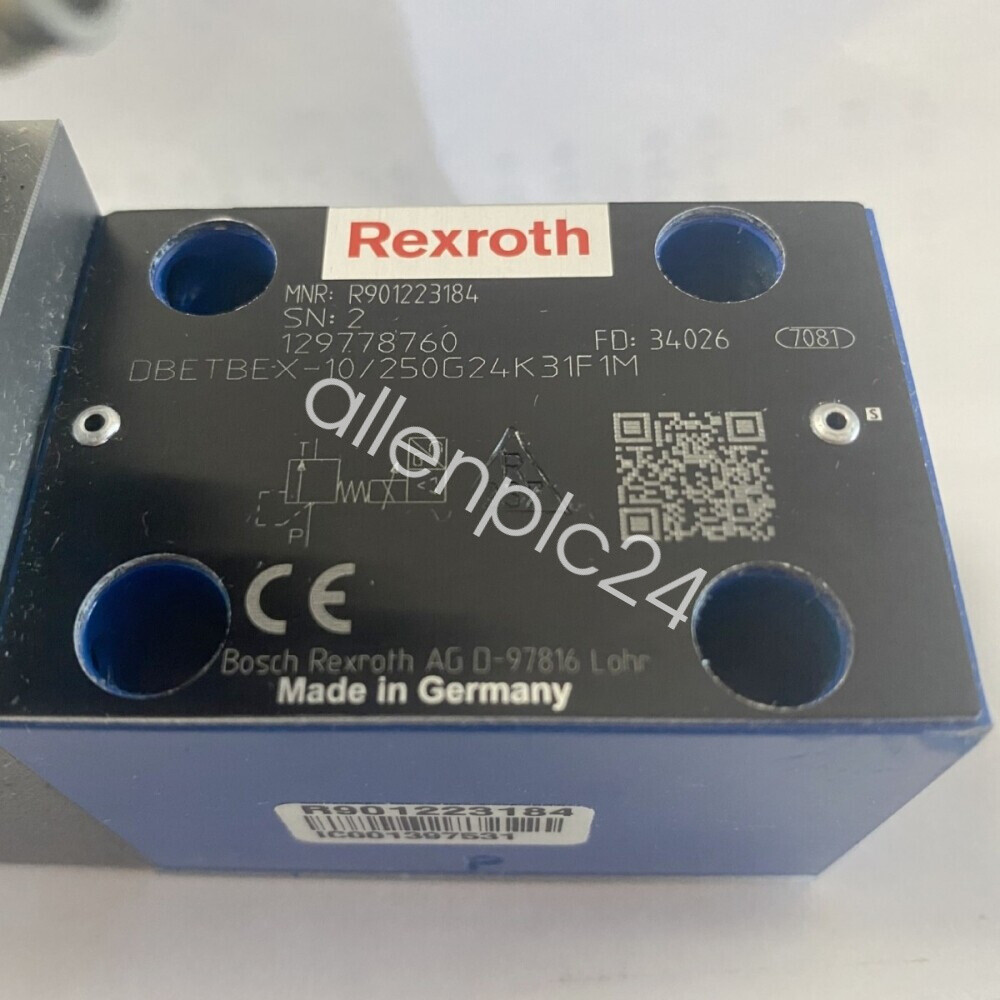 Rexroth
MNR: R901223184
SN: 2
129778760 FD: 34026 7081
DBETBEX-10/250G24K31F1M
S
T
P
allenplc24
CE
Bosch Rexroth AG D-97816 Lohr
Made in Germany
R901223184
P